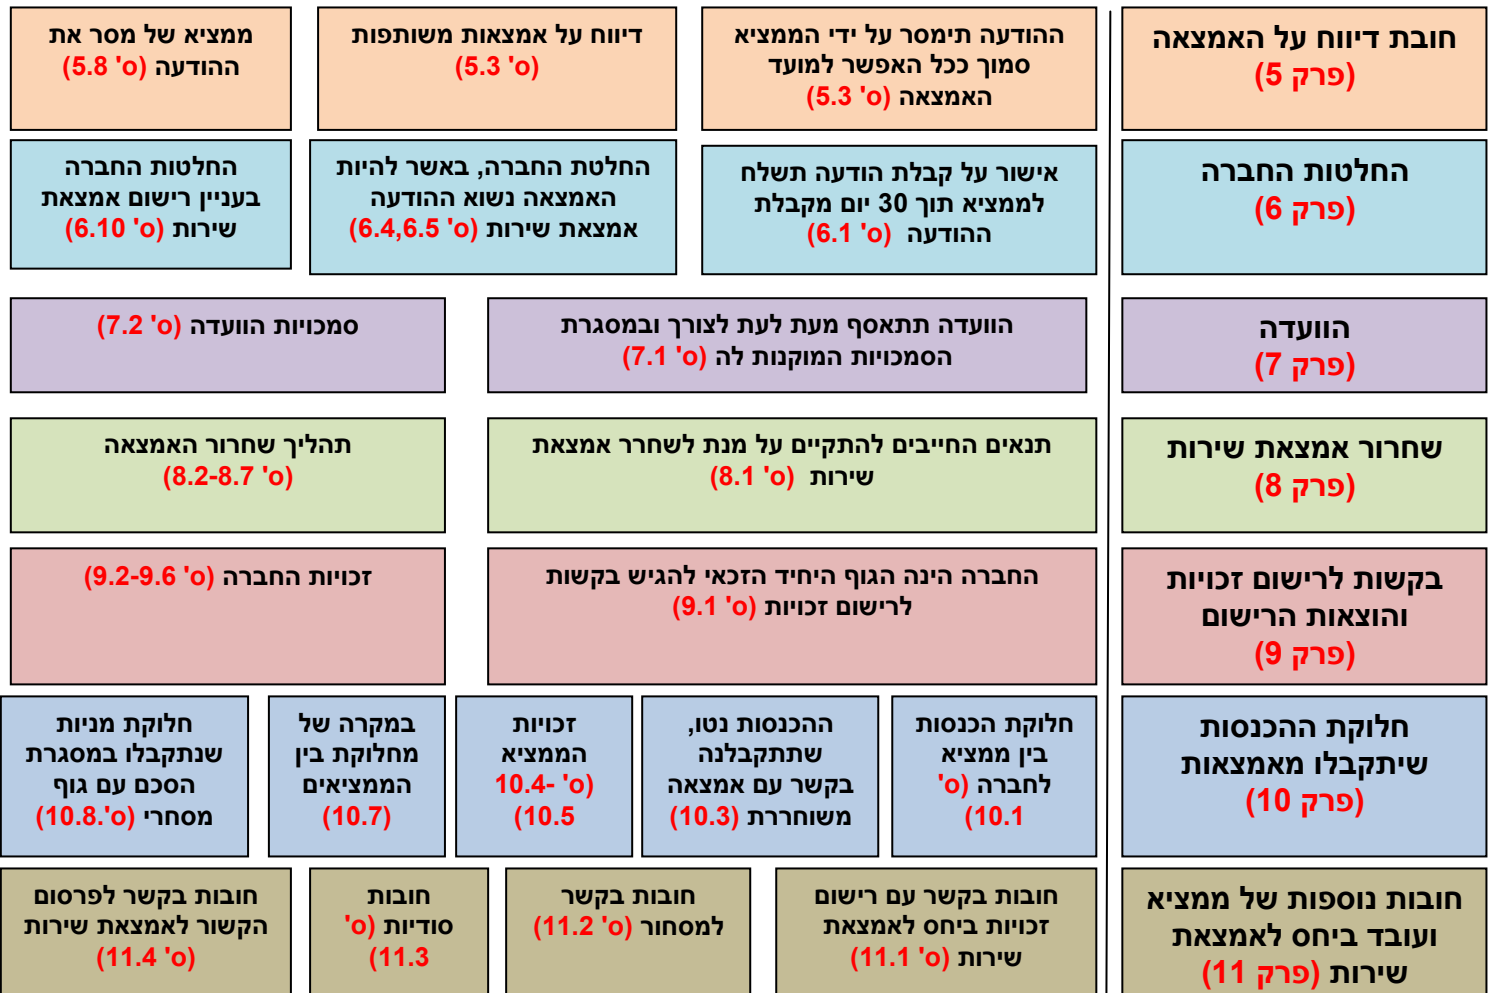 חובת דיווח על האמצאה
(פרק 5)
ההודעה תימסר על ידי הממציא
סמוך ככל האפשר למועד
האמצאה (ס' 5.3)
דיווח על אמצאות משותפות
(ס' 5.3)
ממציא של מסר את
ההודעה (ס' 5.8)
החלטות החברה
(פרק 6)
אישור על קבלת הודעה תשלח
לממציא תוך 30 יום מקבלת
ההודעה (ס' 6.1)
החלטת החברה, באשר להיות
האמצאה נשוא ההודעה
אמצאת שירות (ס' 6.4,6.5)
החלטות החברה
בעניין רישום אמצאת
שירות (ס' 6.10)
הוועדה
(פרק 7)
הוועדה תתאסף מעת לעת לצורך ובמסגרת
הסמכויות המוקנות לה (ס' 7.1)
סמכויות הוועדה (ס' 7.2)
שחרור אמצאת שירות
(פרק 8)
תנאים החייבים להתקיים על מנת לשחרר אמצאת
שירות (ס' 8.1)
תהליך שחרור האמצאה
(ס' 8.2-8.7)
בקשות לרישום זכויות
והוצאות הרישום
(פרק 9)
החברה הינה הגוף היחיד הזכאי להגיש בקשות
לרישום זכויות (ס' 9.1)
זכויות החברה (ס' 9.2-9.6)
חלוקת ההכנסות
שיתקבלו מאמצאות
(פרק 10)
חלוקת הכנסות
בין ממציא
לחברה (ס'
10.1)
ההכנסות נטו,
שתתקבלנה
בקשר עם אמצאה
משוחררת (10.3)
זכויות
הממציא
(ס' 10.4-
10.5)
במקרה של
מחלוקת בין
הממציאים
(10.7)
חלוקת מניות
שנתקבלו במסגרת
הסכם עם גוף
מסחרי (ס'.10.8)
חובות נוספות של ממציא
ועובד ביחס לאמצאת
שירות (פרק 11)
חובות בקשר עם רישום
זכויות ביחס לאמצאת
שירות (ס' 11.1)
חובות בקשר
למסחור (ס' 11.2)
חובות
סודיות (ס'
11.3)
חובות בקשר לפרסום
הקשור לאמצאת שירות
(ס' 11.4)